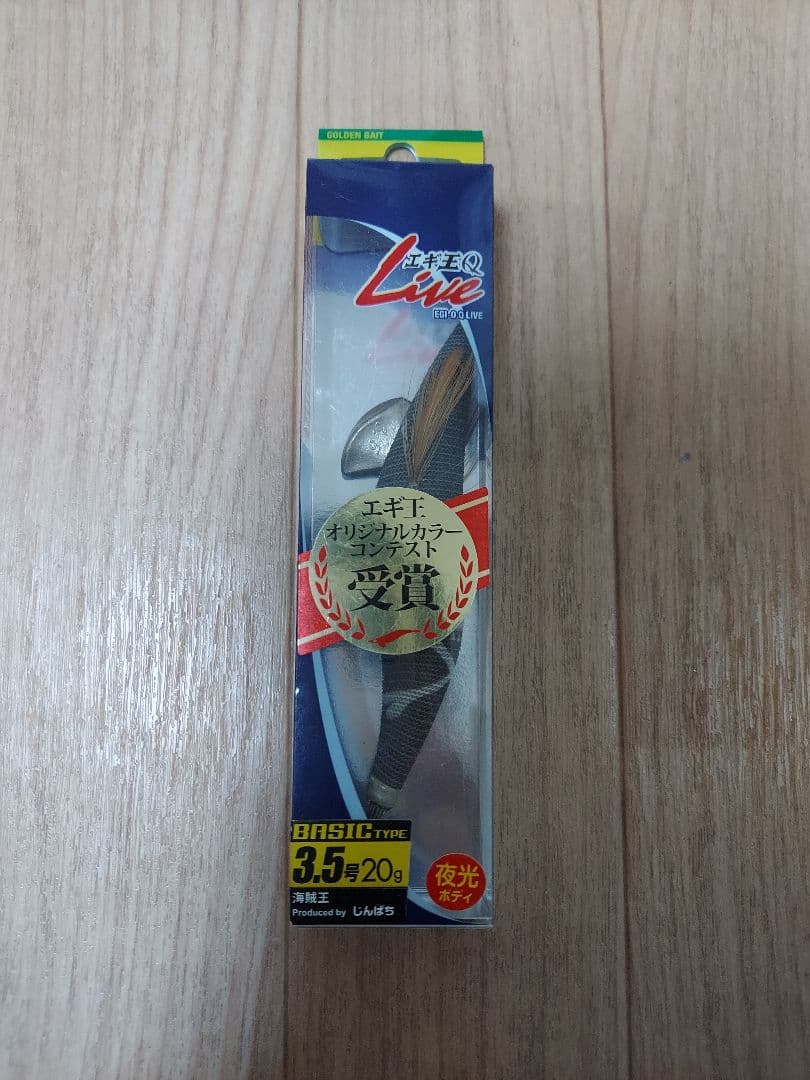 GOLDEN BAIT
エギ王Q
Live
EGI-O Q LIVE
エギ王
オリジナルカラー
コンテスト
受賞
BASIC TYPE
3.5号20g
海賊王
Produced by じんぱち
夜光
ボディ